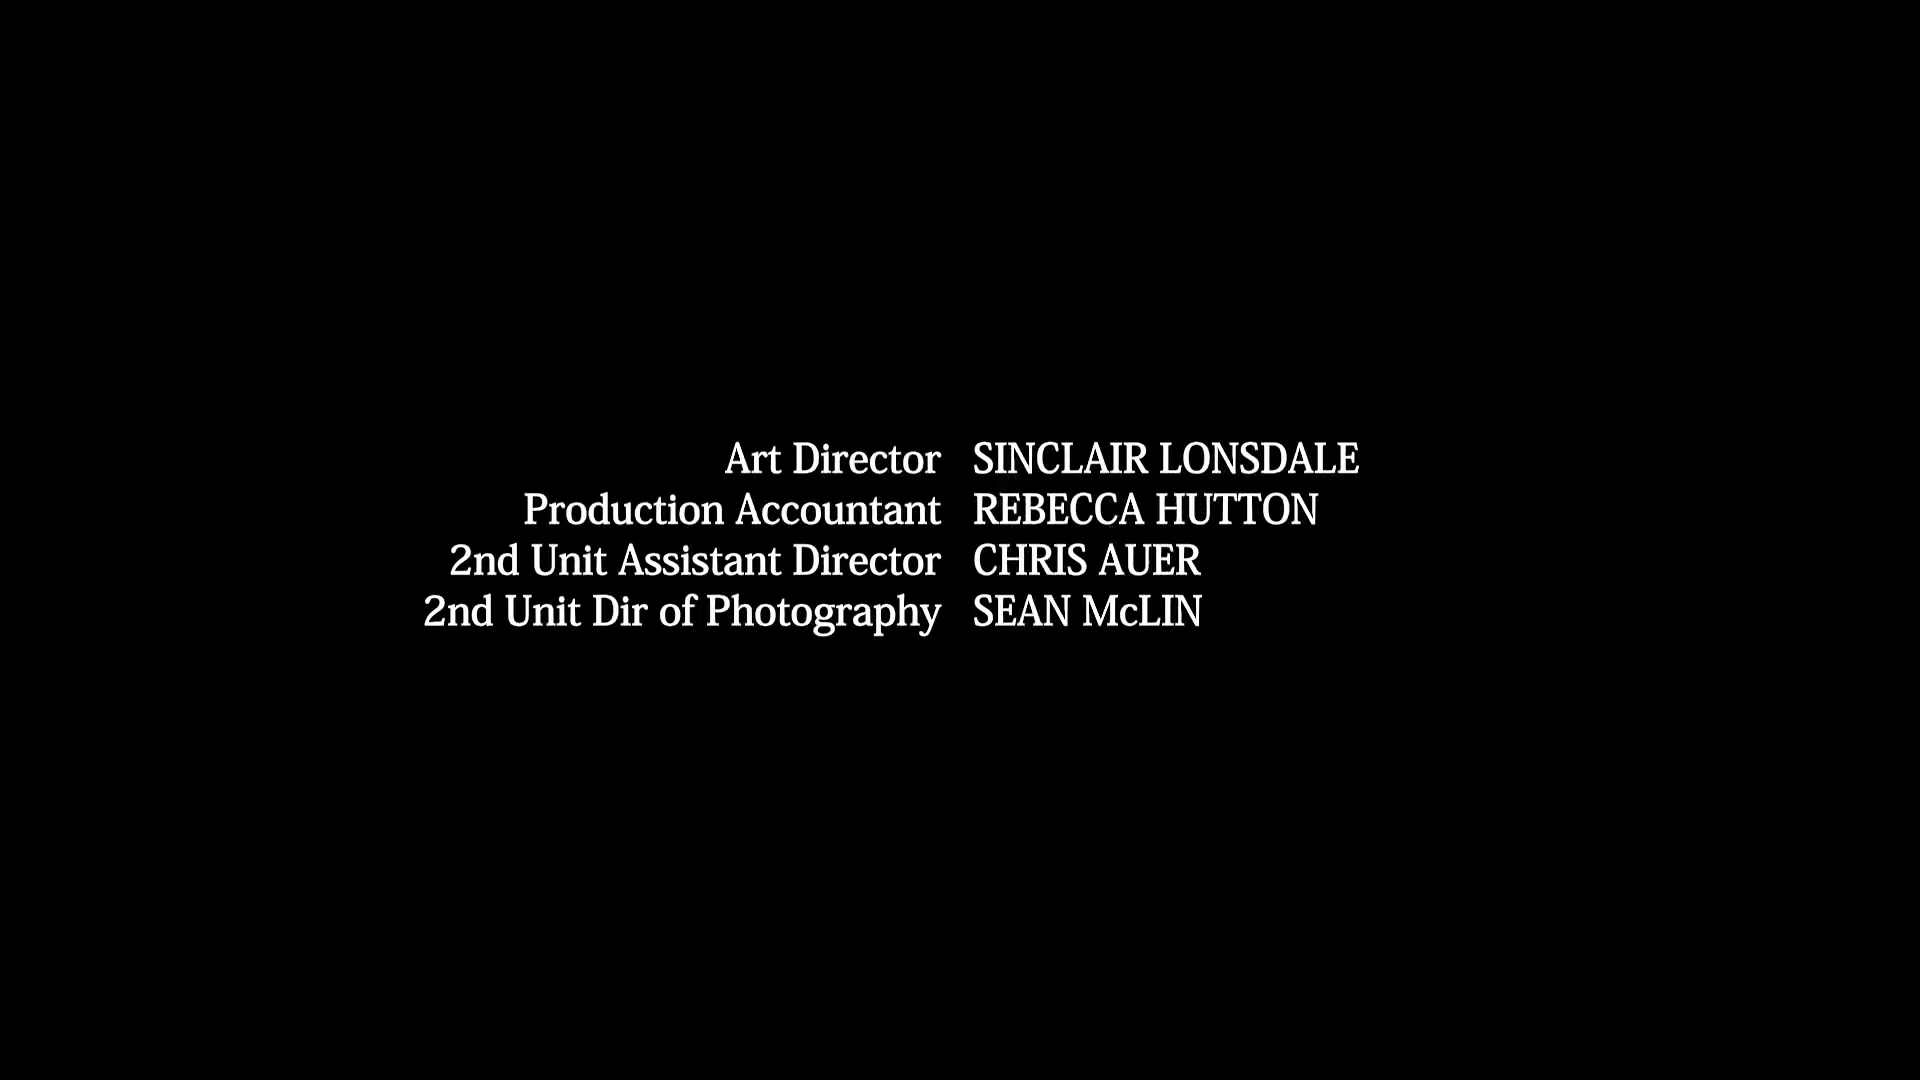 Art Director SINCLAIR LONSDALE
Production Accountant REBECCA HUTTON
2nd Unit Assistant Director CHRIS AUER
2nd Unit Dir of Photography SEAN McLIN